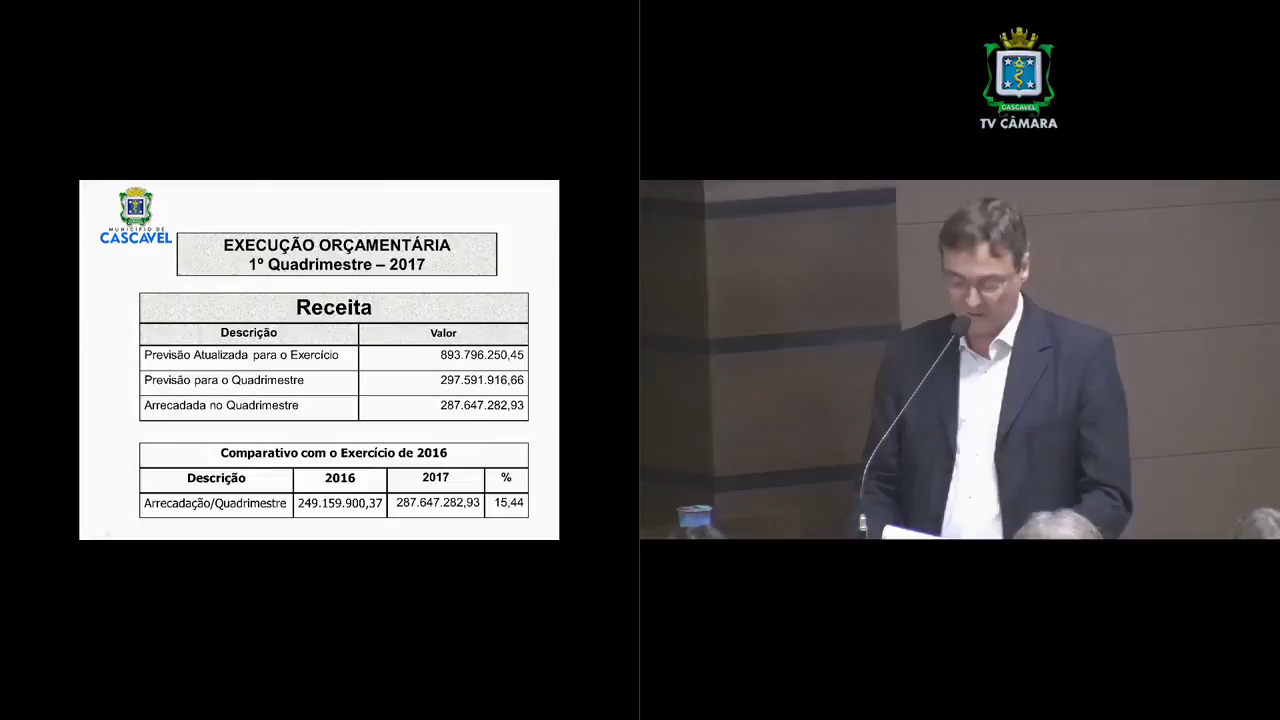 MUNICÍPIO DE
CASCAVEL
EXECUÇÃO ORÇAMENTÁRIA
1º Quadrimestre – 2017
Receita
Descrição Valor
Previsão Atualizada para o Exercício 893.796.250,45
Previsão para o Quadrimestre 297.591.916,66
Arrecadada no Quadrimestre 287.647.282,93
Comparativo com o Exercício de 2016
Descrição 2016 2017 %
Arrecadação/Quadrimestre 249.159.900,37 287.647.282,93 15,44
CASCAVEL
TV CÂMARA